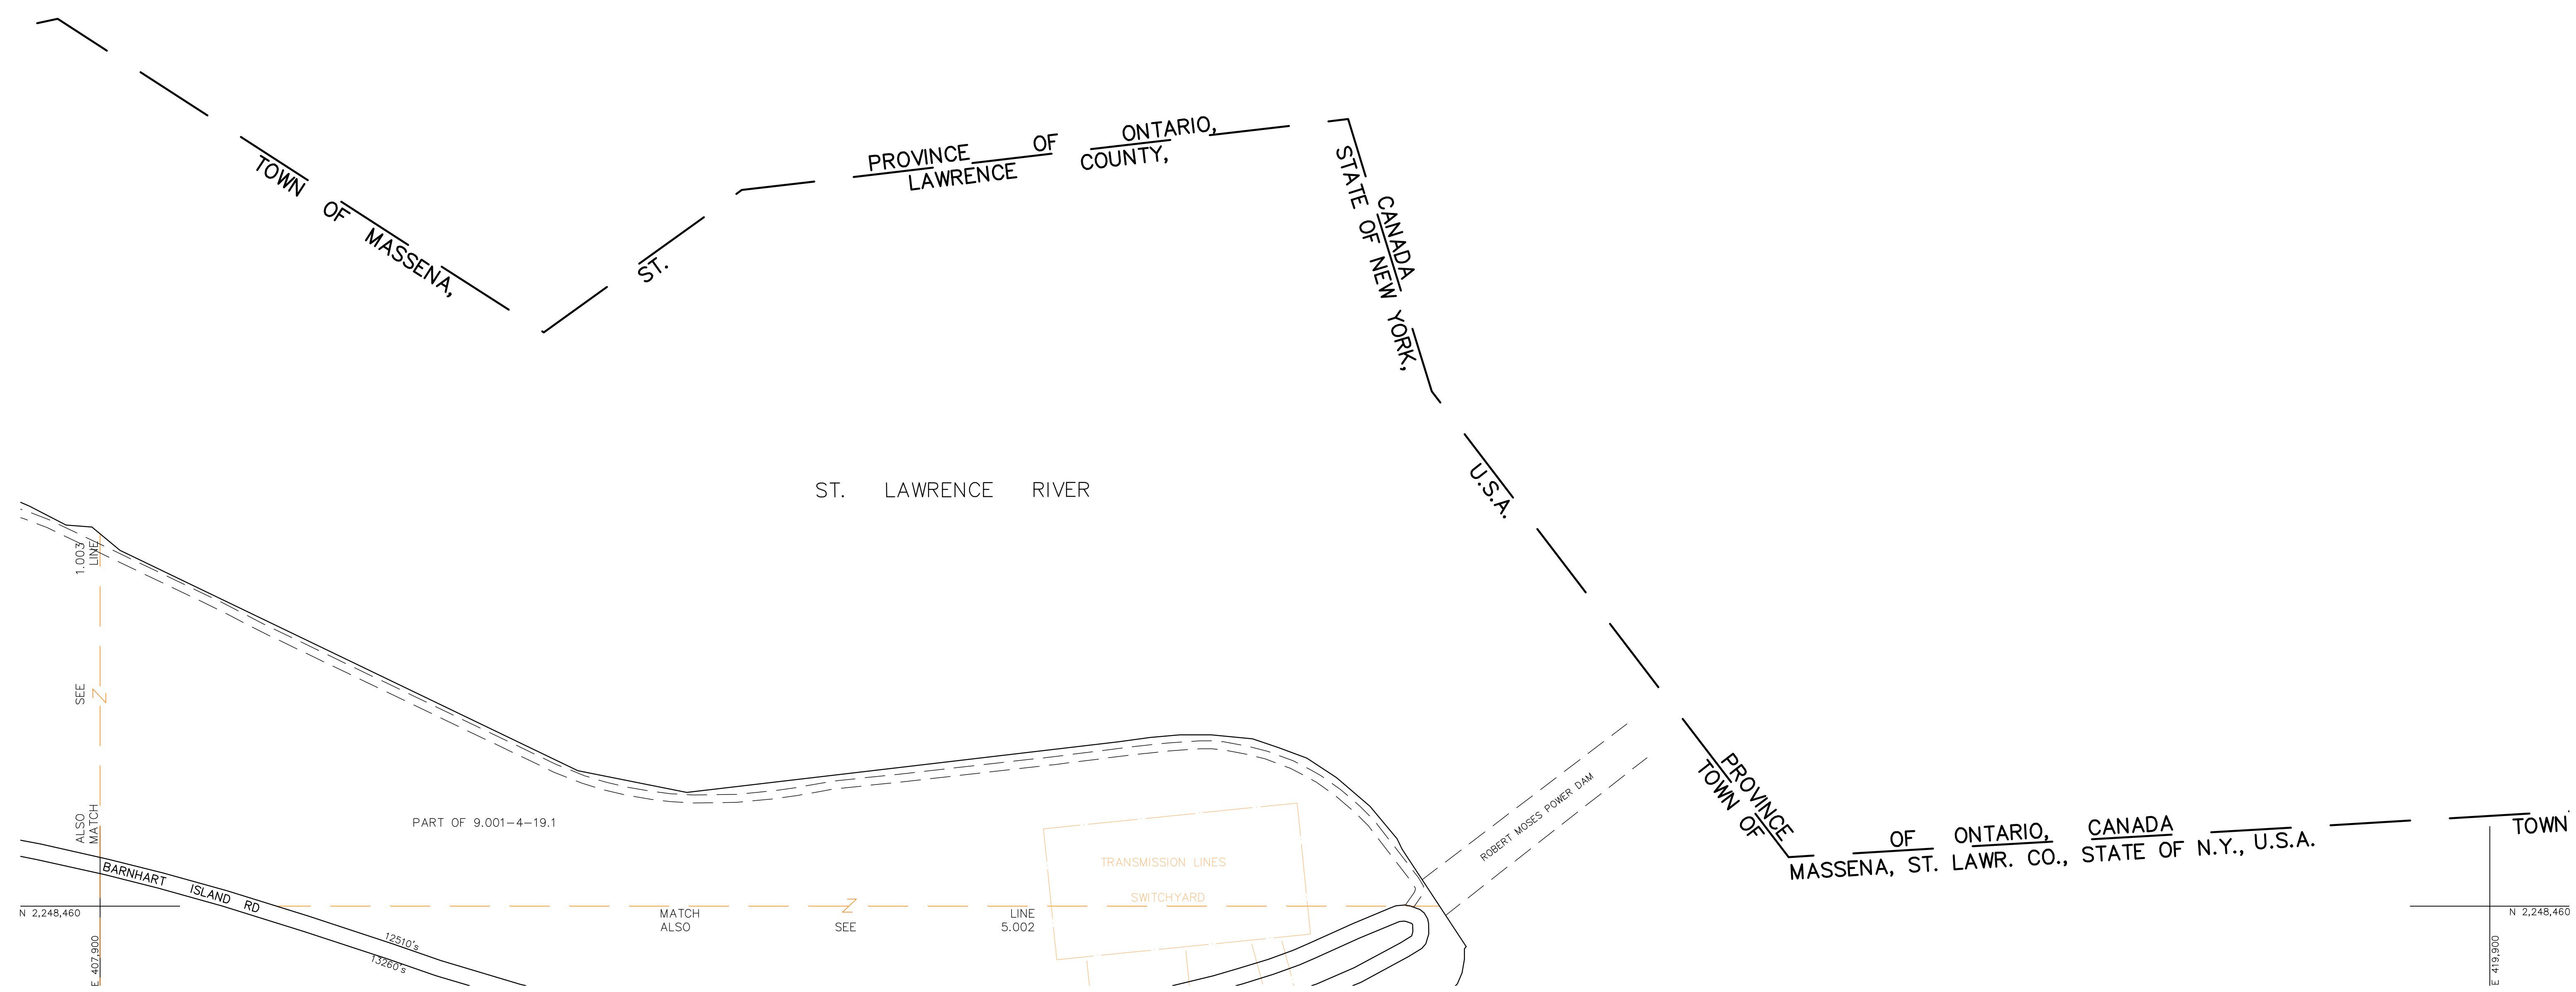 TOWN OF MASSENA,
ST.
PROVINCE OF ONTARIO,
LAWRENCE COUNTY,
CANADA
STATE OF NEW YORK,
U.S.A.
ST. LAWRENCE RIVER
1.003
LINE
SEE
ALSO
MATCH
PART OF 9.001-4-19.1
BARNHART ISLAND RD
N 2,248,460
E 407,900
12510's
13260's
MATCH LINE
ALSO SEE 5.002
TRANSMISSION LINES
SWITCHYARD
ROBERT MOSES POWER DAM
PROVINCE OF ONTARIO, CANADA
TOWN OF MASSENA, ST. LAWR. CO., STATE OF N.Y., U.S.A.
TOWN
N 2,248,460
E 419,900